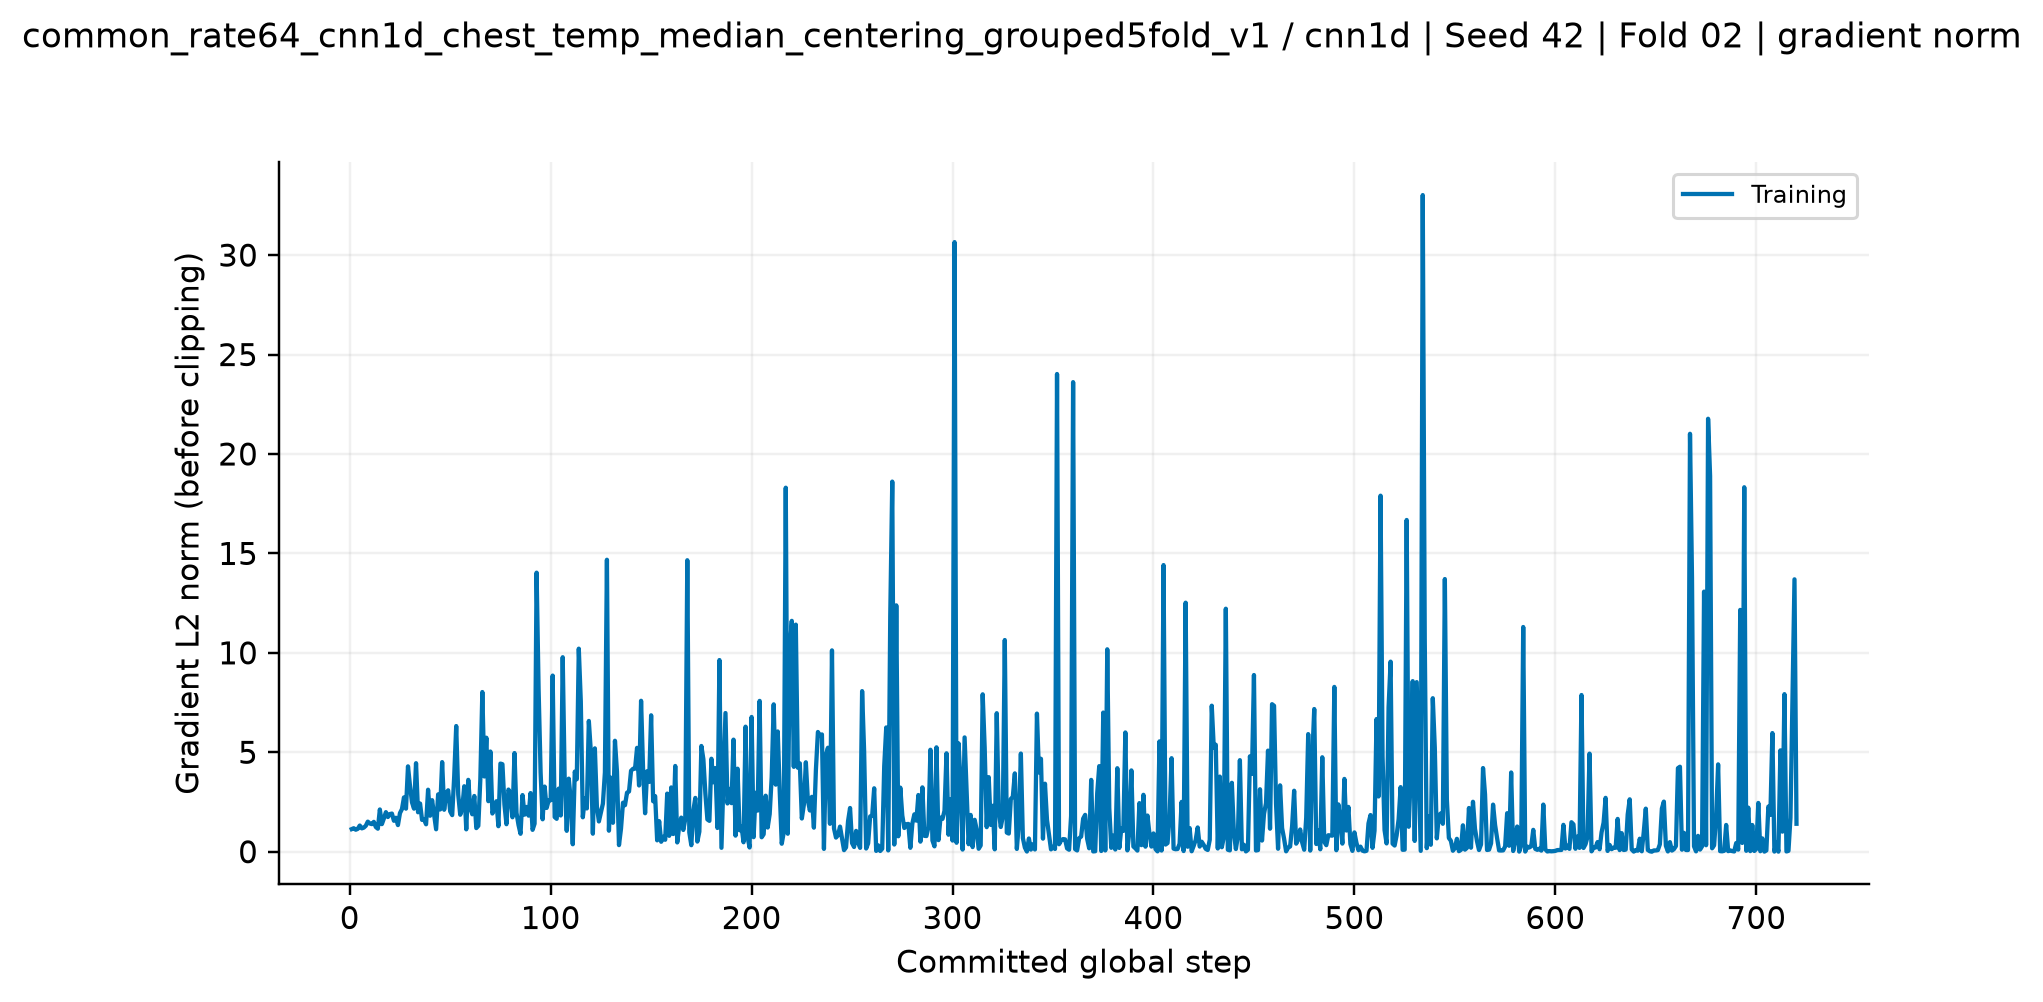 common_rate64_cnn1d_chest_temp_median_centering_grouped5fold_v1 / cnn1d | Seed 42 | Fold 02 | gradient norm
Training
Gradient L2 norm (before clipping)
30
25
20
15
10
5
0
0 100 200 300 400 500 600 700
Committed global step